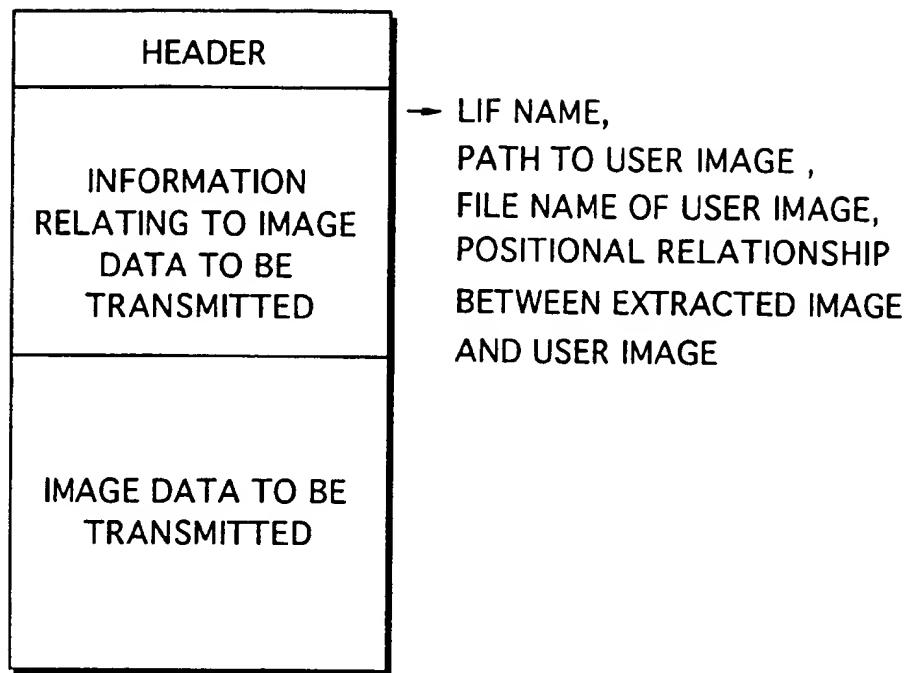 HEADER
INFORMATION
RELATING TO IMAGE
DATA TO BE
TRANSMITTED
LIF NAME,
PATH TO USER IMAGE ,
FILE NAME OF USER IMAGE,
POSITIONAL RELATIONSHIP
BETWEEN EXTRACTED IMAGE
AND USER IMAGE
IMAGE DATA TO BE
TRANSMITTED